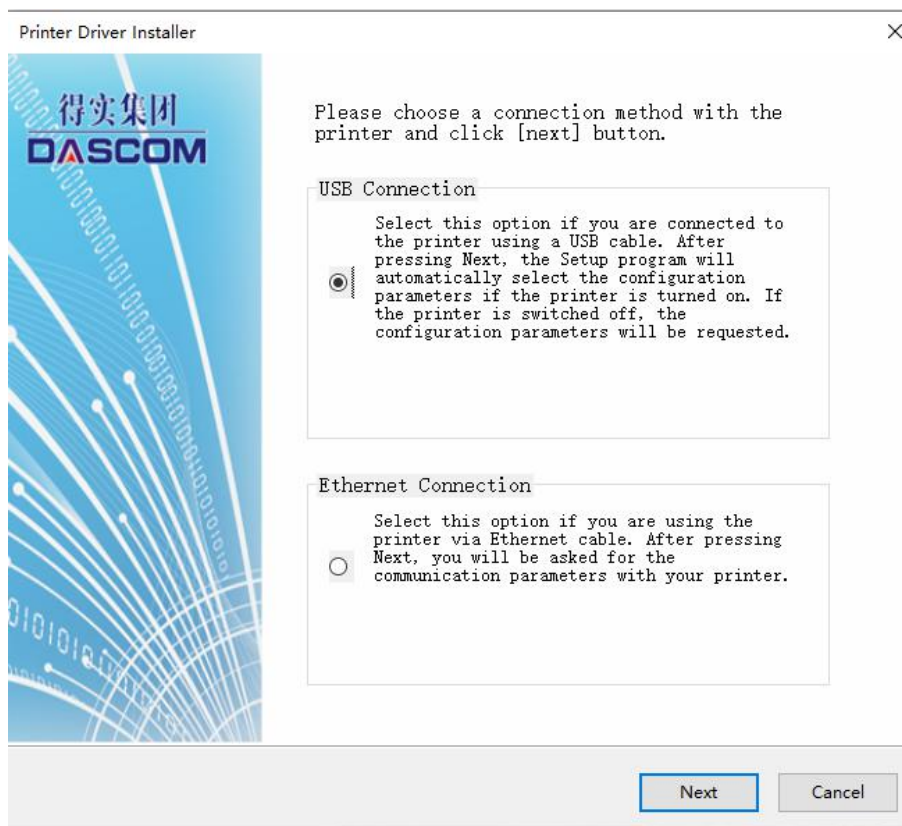 Printer Driver Installer
得实集团
DASCOM
Please choose a connection method with the
printer and click [next] button.
USB Connection
Select this option if you are connected to
the printer using a USB cable. After
pressing Next, the Setup program will
automatically select the configuration
parameters if the printer is turned on. If
the printer is switched off, the
configuration parameters will be requested.
Ethernet Connection
Select this option if you are using the
printer via Ethernet cable. After pressing
Next, you will be asked for the
communication parameters with your printer.
Next
Cancel